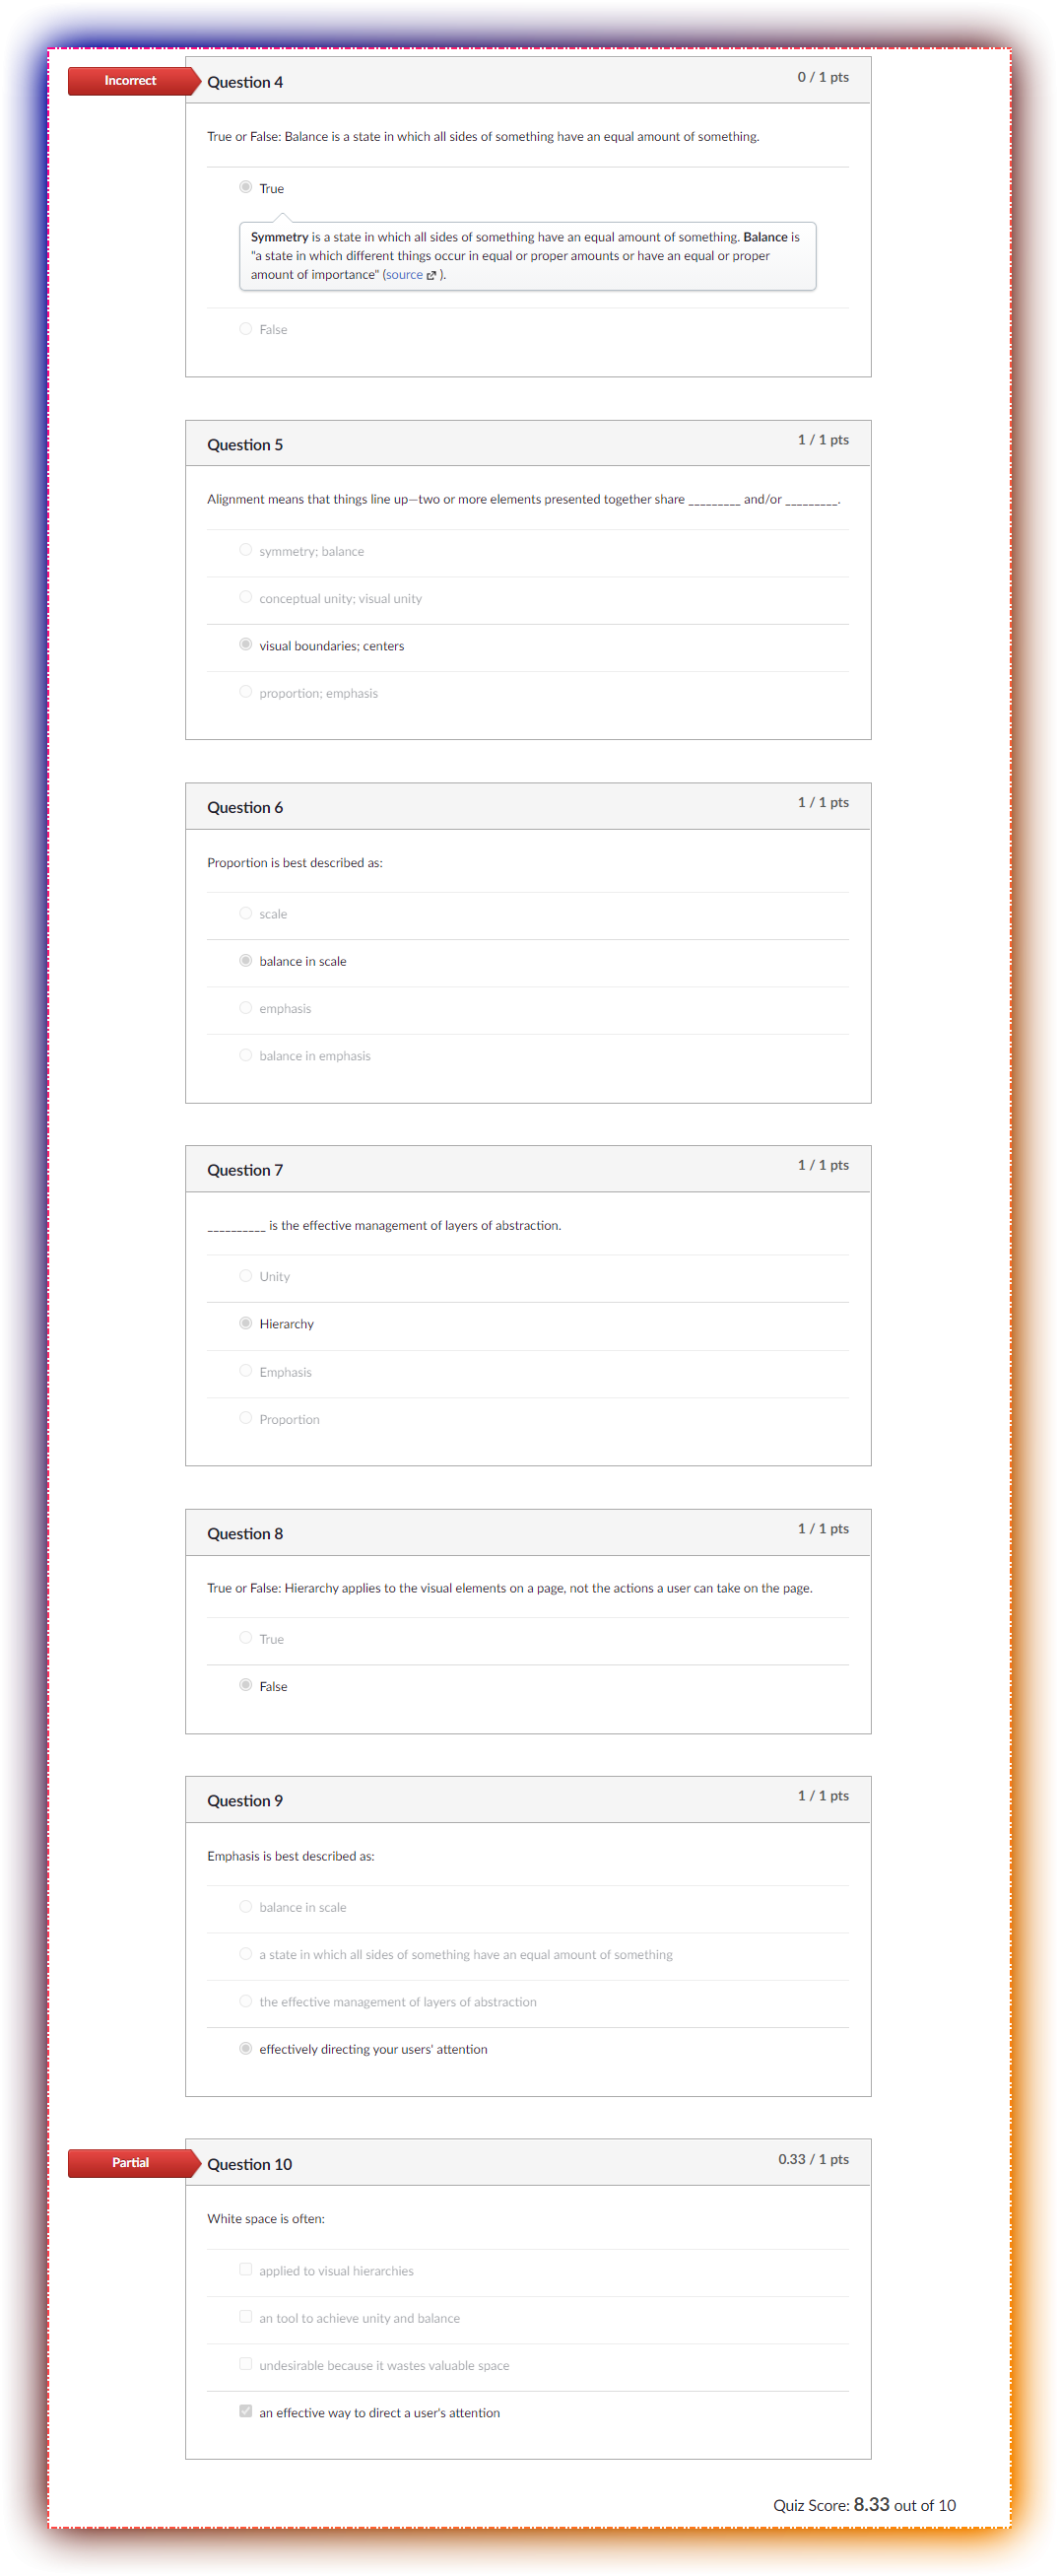 Incorrect
Question 4
0 / 1 pts
True or False: Balance is a state in which all sides of something have an equal amount of something.
True
Symmetry is a state in which all sides of something have an equal amount of something. Balance is
"a state in which different things occur in equal or proper amounts or have an equal or proper
amount of importance" (source ).
False
Question 5
1 / 1 pts
Alignment means that things line up—two or more elements presented together share _________ and/or _________.
symmetry; balance
conceptual unity; visual unity
visual boundaries; centers
proportion; emphasis
Question 6
1 / 1 pts
Proportion is best described as:
scale
balance in scale
emphasis
balance in emphasis
Question 7
1 / 1 pts
__________ is the effective management of layers of abstraction.
Unity
Hierarchy
Emphasis
Proportion
Question 8
1 / 1 pts
True or False: Hierarchy applies to the visual elements on a page, not the actions a user can take on the page.
True
False
Question 9
1 / 1 pts
Emphasis is best described as:
balance in scale
a state in which all sides of something have an equal amount of something
the effective management of layers of abstraction
effectively directing your users' attention
Partial
Question 10
0.33 / 1 pts
White space is often:
applied to visual hierarchies
an tool to achieve unity and balance
undesirable because it wastes valuable space
an effective way to direct a user's attention
Quiz Score: 8.33 out of 10